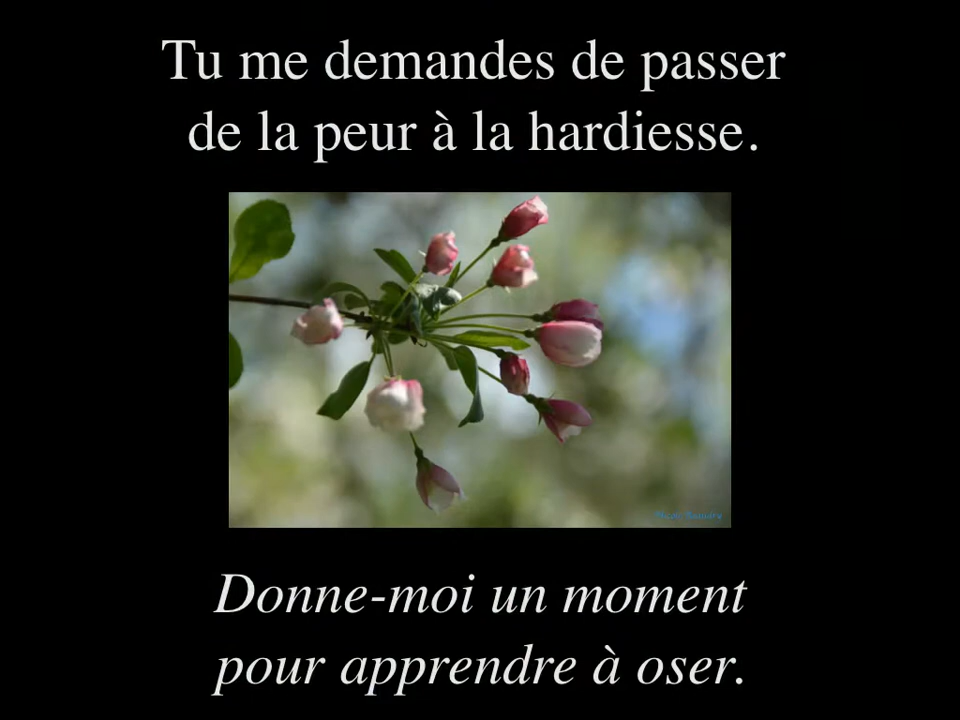 Tu me demandes de passer
de la peur à la hardiesse.
Donne-moi un moment
pour apprendre à oser.